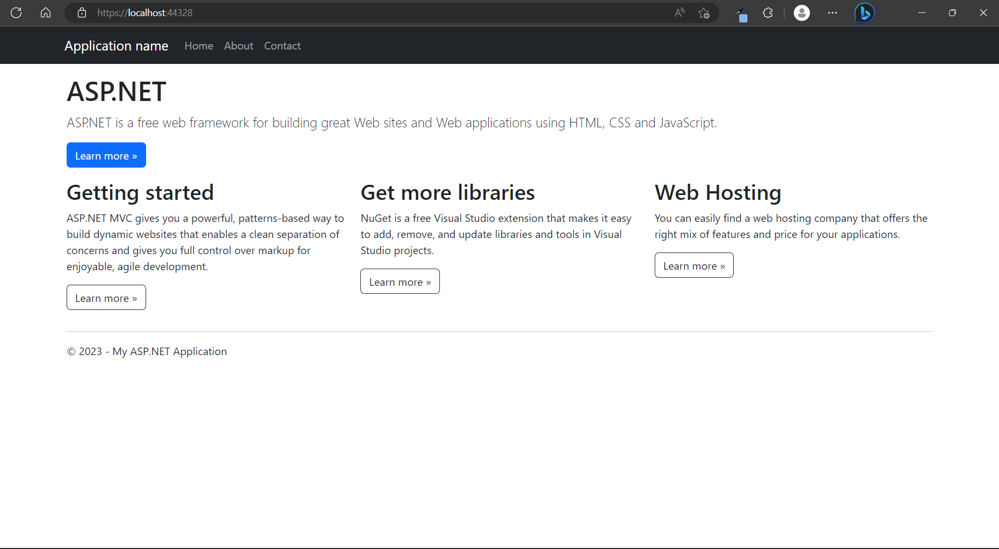 https://localhost:44328
Application name Home About Contact
ASP.NET
ASP.NET is a free web framework for building great Web sites and Web applications using HTML, CSS and JavaScript.
Learn more »
Getting started
ASP.NET MVC gives you a powerful, patterns-based way to
build dynamic websites that enables a clean separation of
concerns and gives you full control over markup for
enjoyable, agile development.
Learn more »
Get more libraries
NuGet is a free Visual Studio extension that makes it easy
to add, remove, and update libraries and tools in Visual
Studio projects.
Learn more »
Web Hosting
You can easily find a web hosting company that offers the
right mix of features and price for your applications.
Learn more »
© 2023 - My ASP.NET Application